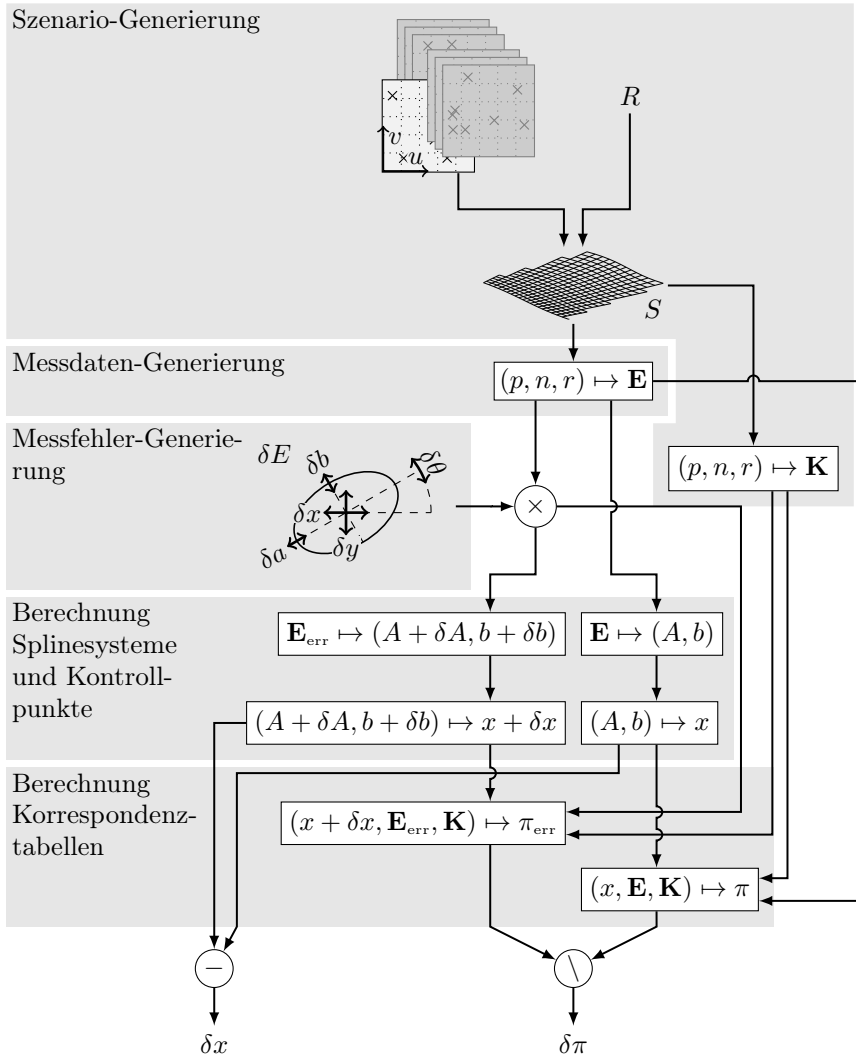 Szenario-Generierung
R
v
u
S
Messdaten-Generierung
(p, n, r) ↦ E
Messfehler-Generie-
rung
δE
δb
δθ
(p, n, r) ↦ K
δx
×
δa
δy
Berechnung
Splinesysteme
und Kontroll-
punkte
E_err ↦ (A + δA, b + δb)
E ↦ (A, b)
(A + δA, b + δb) ↦ x + δx
(A, b) ↦ x
Berechnung
Korrespondenz-
tabellen
(x + δx, E_err, K) ↦ π_err
(x, E, K) ↦ π
−
\
δx
δπ